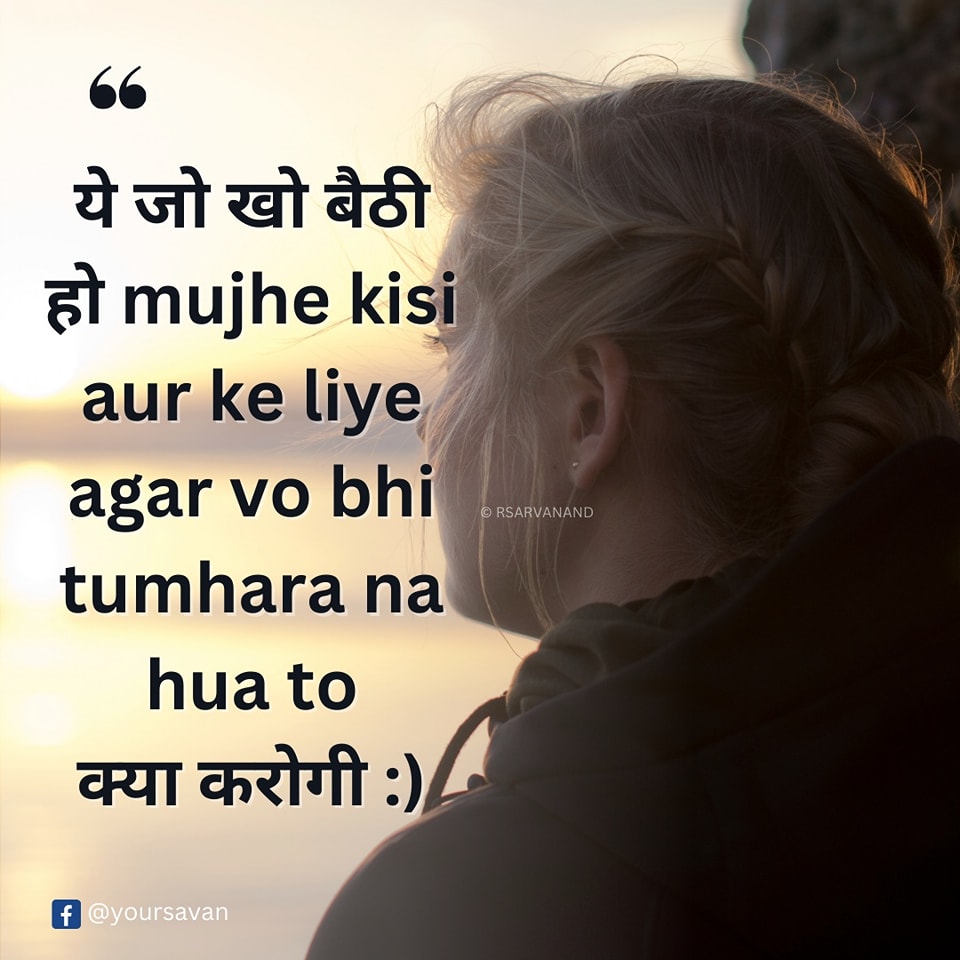 ❝
ये जो खो बैठी
हो mujhe kisi
aur ke liye
agar vo bhi
tumhara na
hua to
क्या करोगी :)
© RSARVANAND
@yoursavan